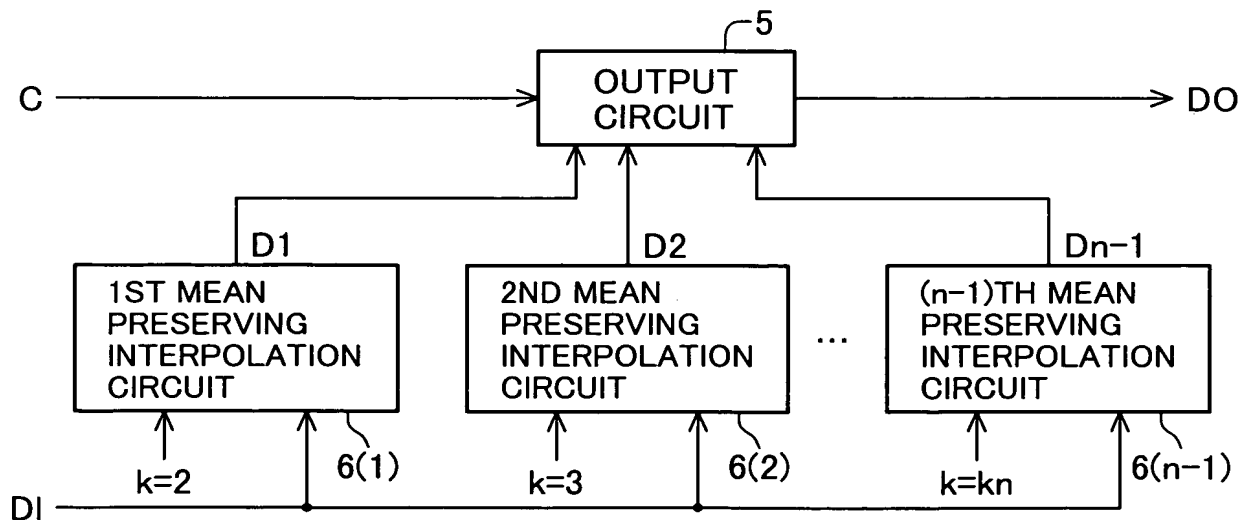 5
OUTPUT
CIRCUIT
C
DO
D1
D2
Dn-1
1ST MEAN
PRESERVING
INTERPOLATION
CIRCUIT
2ND MEAN
PRESERVING
INTERPOLATION
CIRCUIT
...
(n-1)TH MEAN
PRESERVING
INTERPOLATION
CIRCUIT
k=2
6(1)
k=3
6(2)
k=kn
6(n-1)
DI